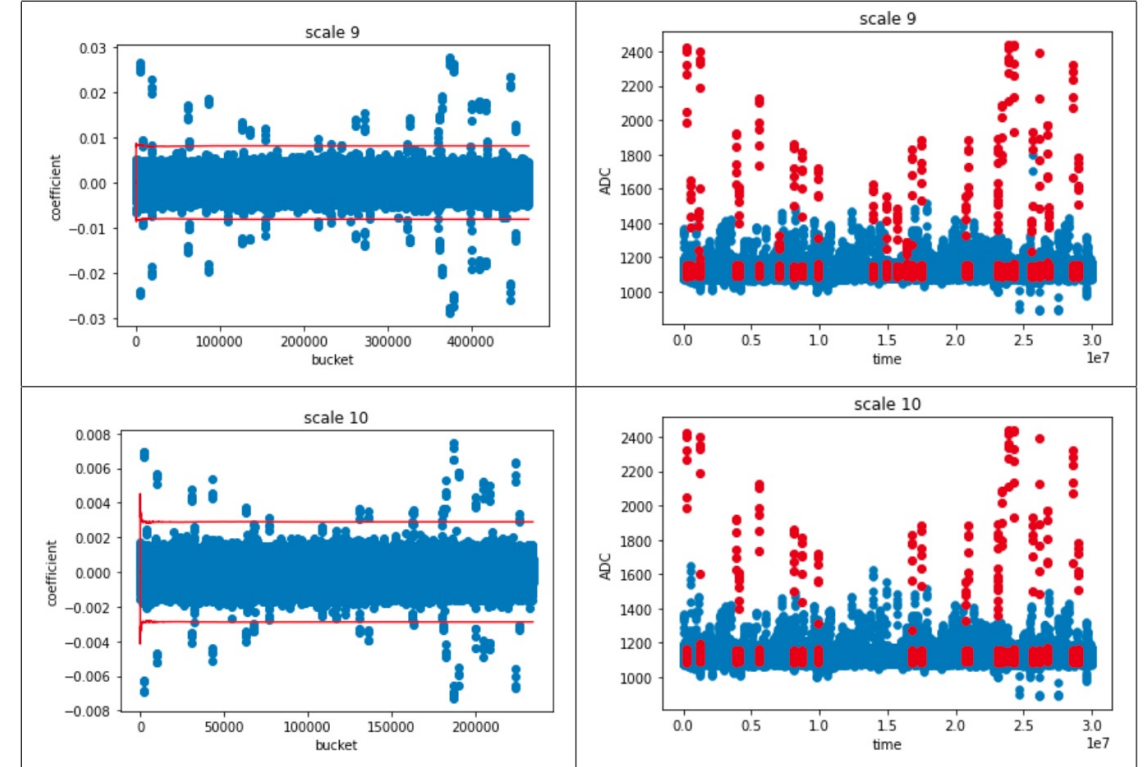 scale 9
0.03
0.02
0.01
0.00
−0.01
−0.02
−0.03
coefficient
0 100000 200000 300000 400000
bucket
scale 9
2400
2200
2000
1800
1600
1400
1200
1000
ADC
0.0 0.5 1.0 1.5 2.0 2.5 3.0
1e7
time
scale 10
0.008
0.006
0.004
0.002
0.000
−0.002
−0.004
−0.006
−0.008
coefficient
0 50000 100000 150000 200000
bucket
scale 10
2400
2200
2000
1800
1600
1400
1200
1000
ADC
0.0 0.5 1.0 1.5 2.0 2.5 3.0
1e7
time